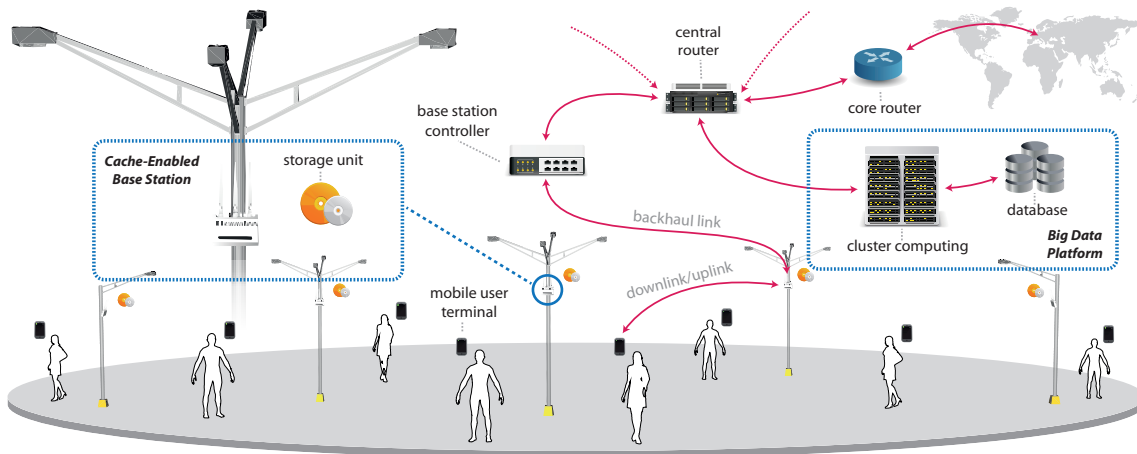 central
router
core router
base station
controller
Cache-Enabled
Base Station
storage unit
backhaul link
database
cluster computing
Big Data
Platform
downlink/uplink
mobile user
terminal